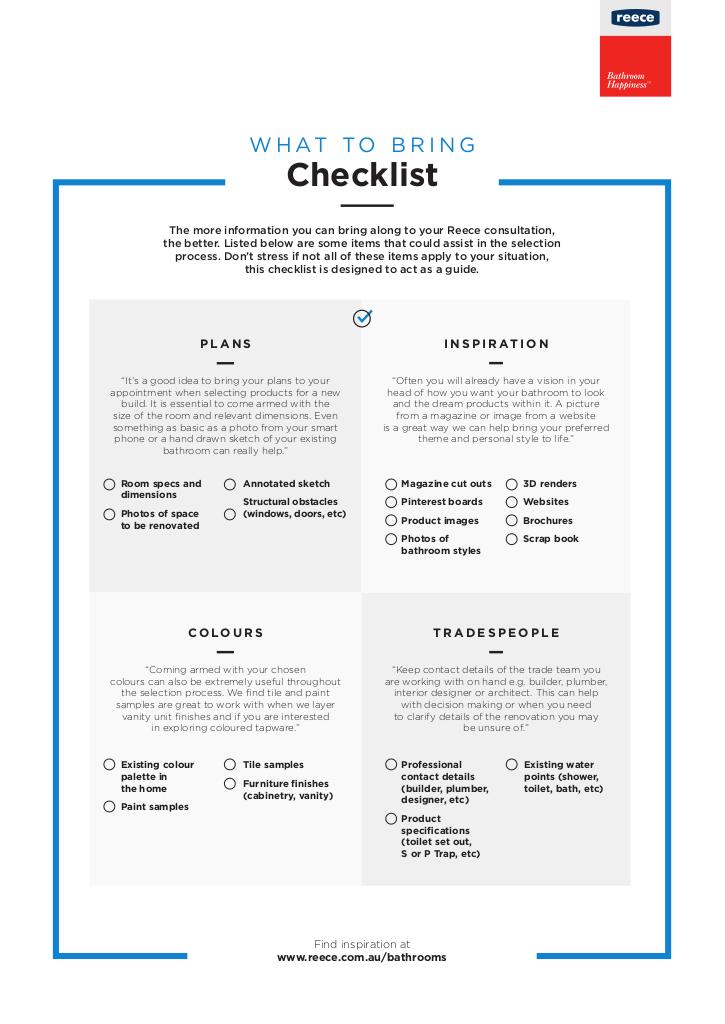 reece
Bathroom
Happiness™
WHAT TO BRING
Checklist
The more information you can bring along to your Reece consultation,
the better. Listed below are some items that could assist in the selection
process. Don't stress if not all of these items apply to your situation,
this checklist is designed to act as a guide.
PLANS
“It's a good idea to bring your plans to your
appointment when selecting products for a new
build. It is essential to come armed with the
size of the room and relevant dimensions. Even
something as basic as a photo from your smart
phone or a hand drawn sketch of your existing
bathroom can really help.”
Room specs and
dimensions
Photos of space
to be renovated
Annotated sketch
Structural obstacles
(windows, doors, etc)
INSPIRATION
“Often you will already have a vision in your
head of how you want your bathroom to look
and the dream products within it. A picture
from a magazine or image from a website
is a great way we can help bring your preferred
theme and personal style to life.”
Magazine cut outs
Pinterest boards
Product images
Photos of
bathroom styles
3D renders
Websites
Brochures
Scrap book
COLOURS
“Coming armed with your chosen
colours can also be extremely useful throughout
the selection process. We find tile and paint
samples are great to work with when we layer
vanity unit finishes and if you are interested
in exploring coloured tapware.”
Existing colour
palette in
the home
Paint samples
Tile samples
Furniture finishes
(cabinetry, vanity)
TRADESPEOPLE
“Keep contact details of the trade team you
are working with on hand e.g. builder, plumber,
interior designer or architect. This can help
with decision making or when you need
to clarify details of the renovation you may
be unsure of.”
Professional
contact details
(builder, plumber,
designer, etc)
Product
specifications
(toilet set out,
S or P Trap, etc)
Existing water
points (shower,
toilet, bath, etc)
Find inspiration at
www.reece.com.au/bathrooms